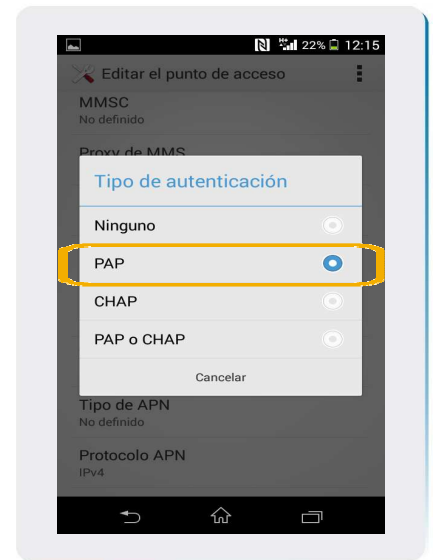 22% 12:15
Editar el punto de acceso
MMSC
No definido
Proxy de MMS
Tipo de autenticación
Ninguno
PAP
CHAP
PAP o CHAP
Cancelar
Tipo de APN
No definido
Protocolo APN
IPv4